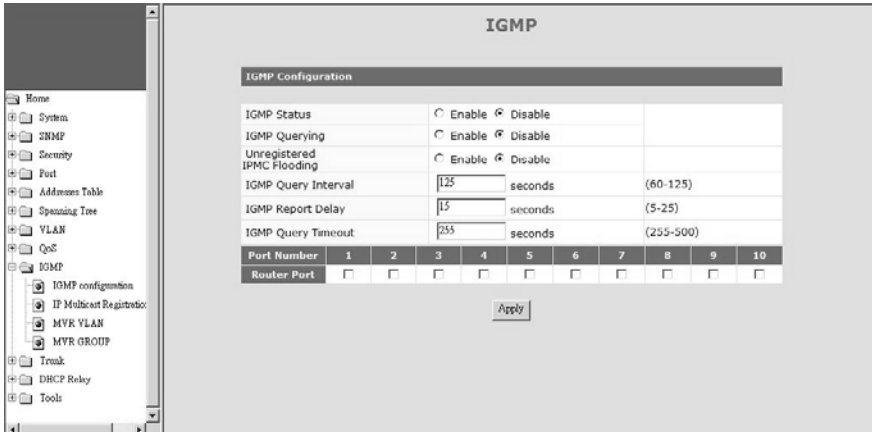 IGMP
IGMP Configuration
IGMP Status Enable Disable
IGMP Querying Enable Disable
Unregistered
IPMC Flooding Enable Disable
IGMP Query Interval 125 seconds (60-125)
IGMP Report Delay 15 seconds (5-25)
IGMP Query Timeout 255 seconds (255-500)
Port Number 1 2 3 4 5 6 7 8 9 10
Router Port
Apply
Home
System
SNMP
Security
Port
Addresses Table
Spanning Tree
VLAN
QoS
IGMP
IGMP configuration
IP Multicast Registratio
MVR VLAN
MVR GROUP
Trunk
DHCP Relay
Tools